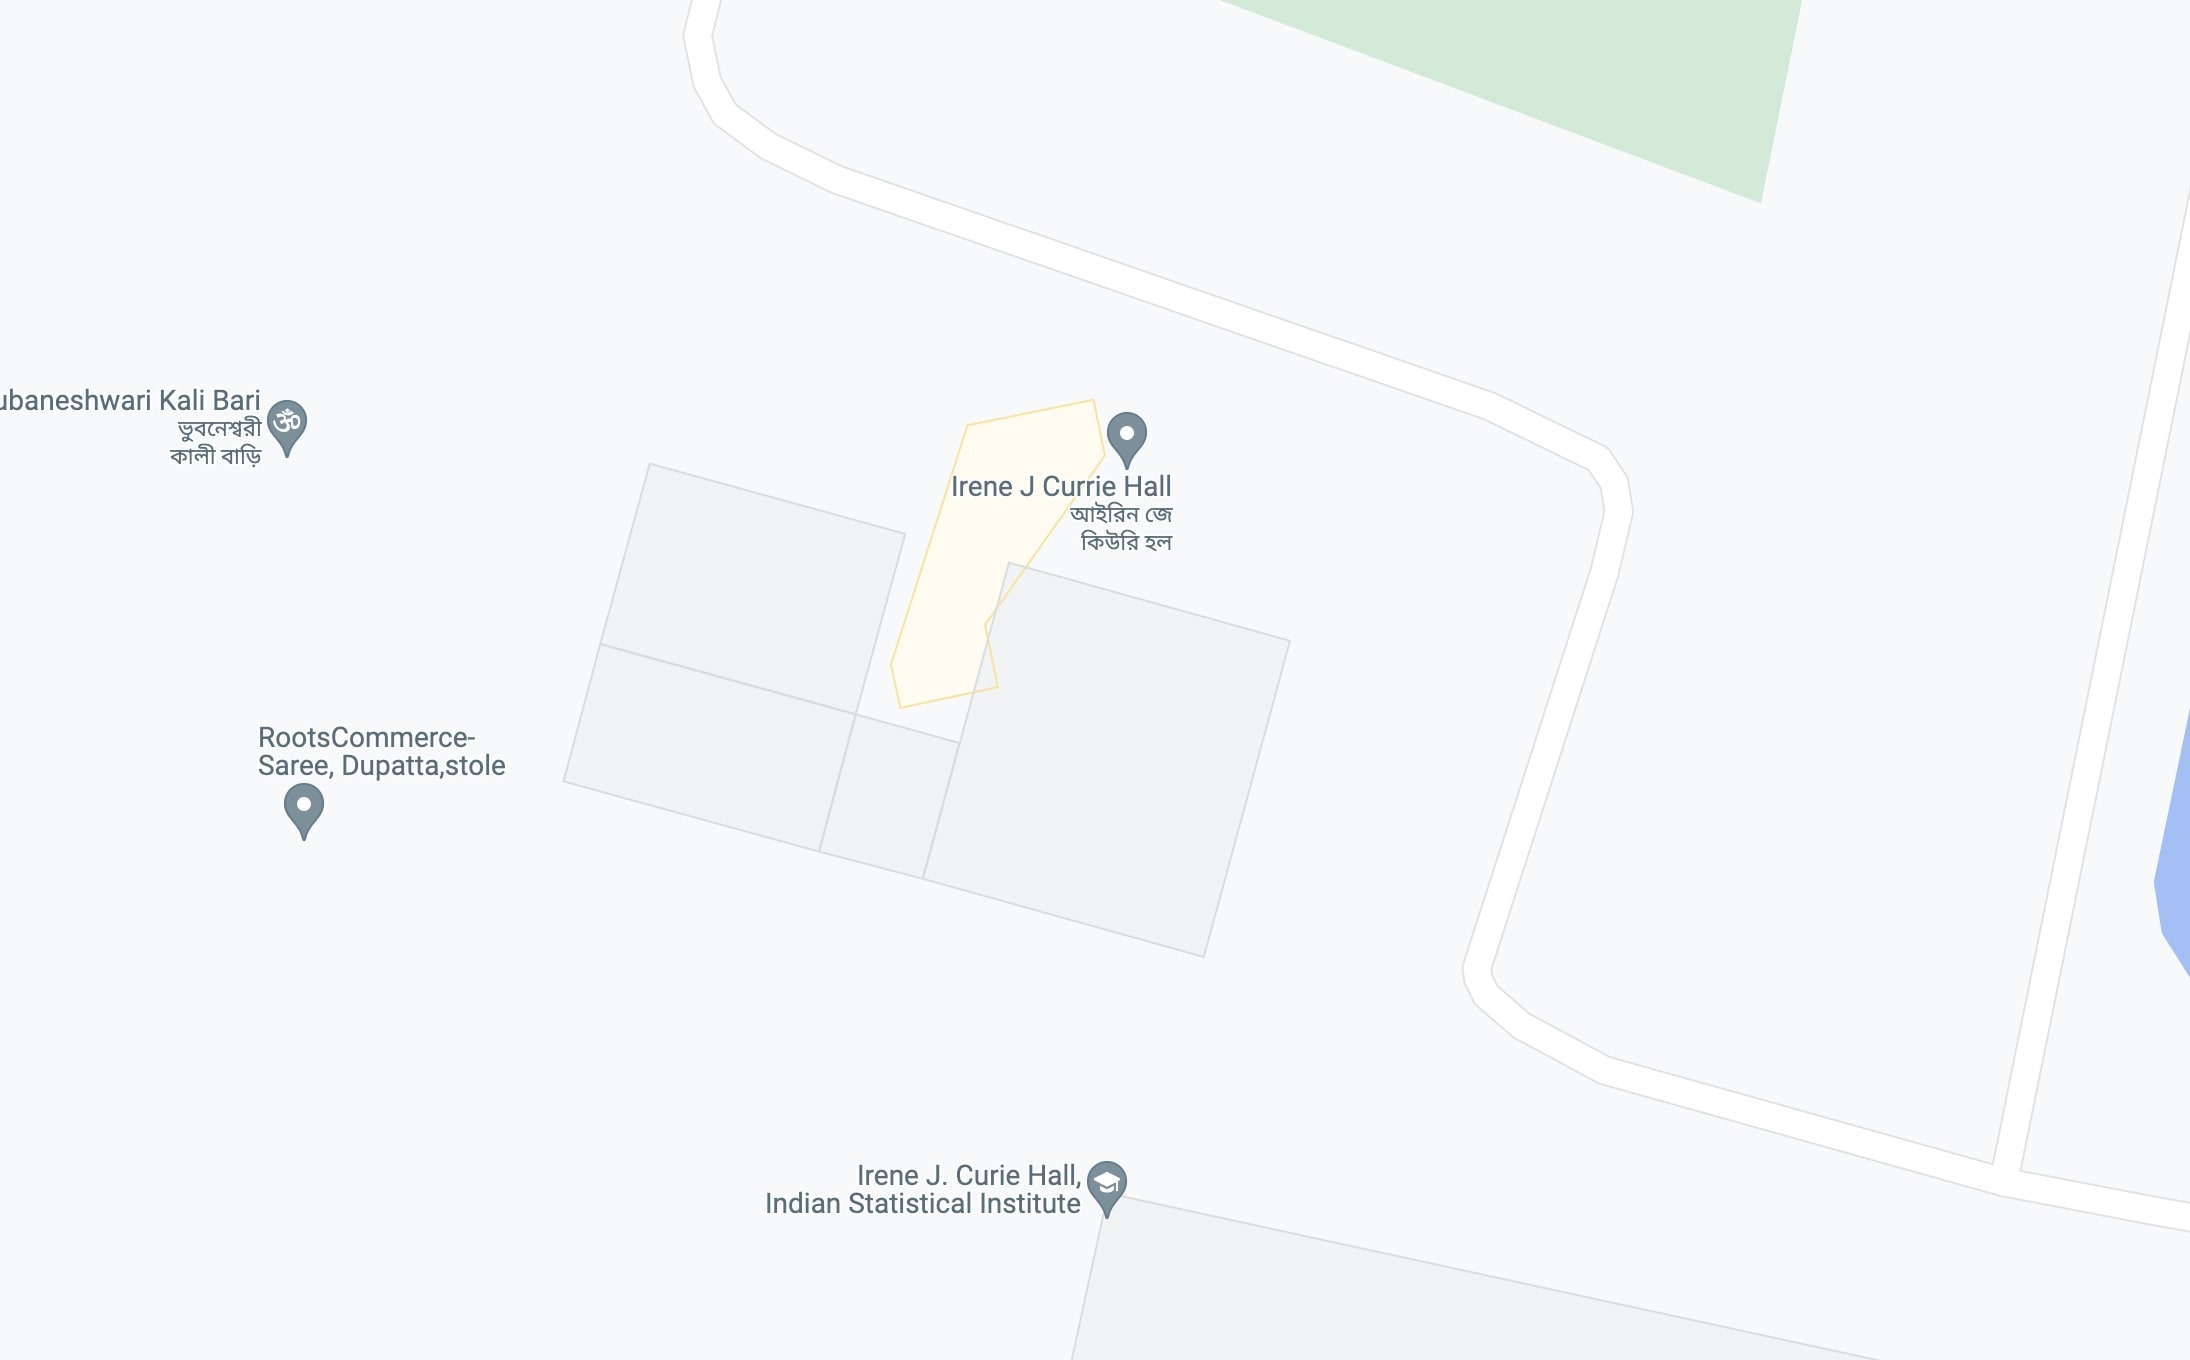 ubaneshwari Kali Bari
ভুবনেশ্বরী
কালী বাড়ি
Irene J Currie Hall
আইরিন জে
কিউরি হল
RootsCommerce-
Saree, Dupatta,stole
Irene J. Curie Hall,
Indian Statistical Institute